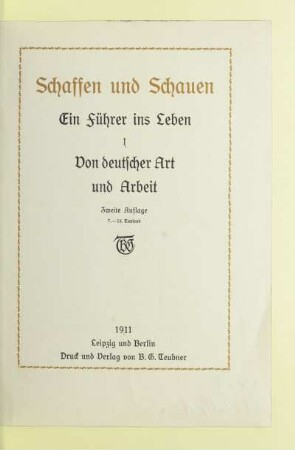 Schaffen und Schauen
Ein Führer ins Leben
1
Von deutscher Art
und Arbeit
Zweite Auflage
1911
Leipzig und Berlin
Druck und Verlag von B. G. Teubner